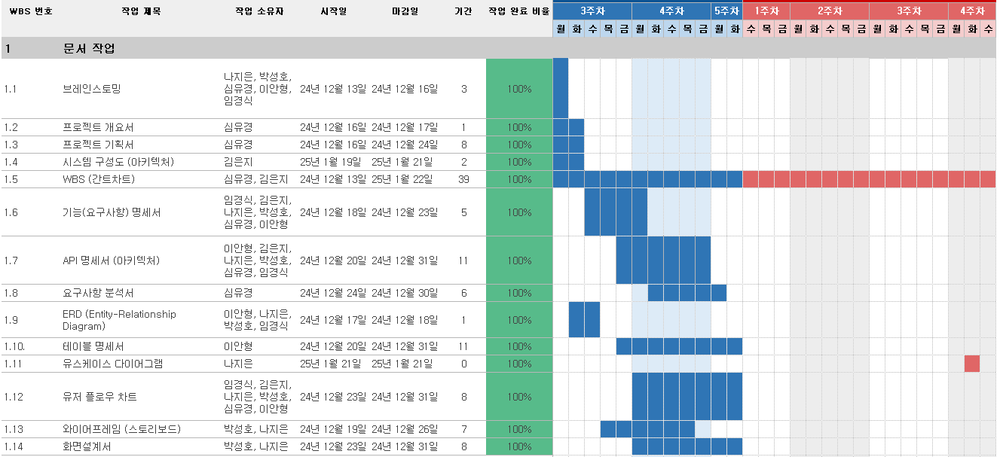 WBS 번호 작업 제목 작업 소유자 시작일 마감일 기간 작업 완료 비율 3주차 4주차 5주차 1주차 2주차 3주차 4주차
월 화 수 목 금 월 화 수 목 금 월 화 수 목 금 월 화 수 목 금 월 화 수 목 금 월 화 수
1 문서 작업
1.1 브레인스토밍 나지은, 박성호, 심유경, 이안형, 임경식 24년 12월 13일 24년 12월 16일 3 100%
1.2 프로젝트 개요서 심유경 24년 12월 16일 24년 12월 17일 1 100%
1.3 프로젝트 기획서 심유경 24년 12월 16일 24년 12월 24일 8 100%
1.4 시스템 구성도 (아키텍처) 김은지 25년 1월 19일 25년 1월 21일 2 100%
1.5 WBS (간트차트) 심유경, 김은지 24년 12월 13일 25년 1월 22일 39 100%
1.6 기능(요구사항) 명세서 임경식, 김은지, 나지은, 박성호, 심유경, 이안형 24년 12월 18일 24년 12월 23일 5 100%
1.7 API 명세서 (아키텍처) 이안형, 김은지, 나지은, 박성호, 심유경, 임경식 24년 12월 20일 24년 12월 31일 11 100%
1.8 요구사항 분석서 심유경 24년 12월 24일 24년 12월 30일 6 100%
1.9 ERD (Entity-Relationship Diagram) 이안형, 나지은, 박성호, 임경식 24년 12월 17일 24년 12월 18일 1 100%
1.10. 테이블 명세서 이안형 24년 12월 20일 24년 12월 31일 11 100%
1.11 유스케이스 다이어그램 나지은 25년 1월 21일 25년 1월 21일 0 100%
1.12 유저 플로우 차트 임경식, 김은지, 나지은, 박성호, 심유경, 이안형 24년 12월 23일 24년 12월 31일 8 100%
1.13 와이어프레임 (스토리보드) 박성호, 나지은 24년 12월 19일 24년 12월 26일 7 100%
1.14 화면설계서 박성호, 나지은 24년 12월 23일 24년 12월 31일 8 100%